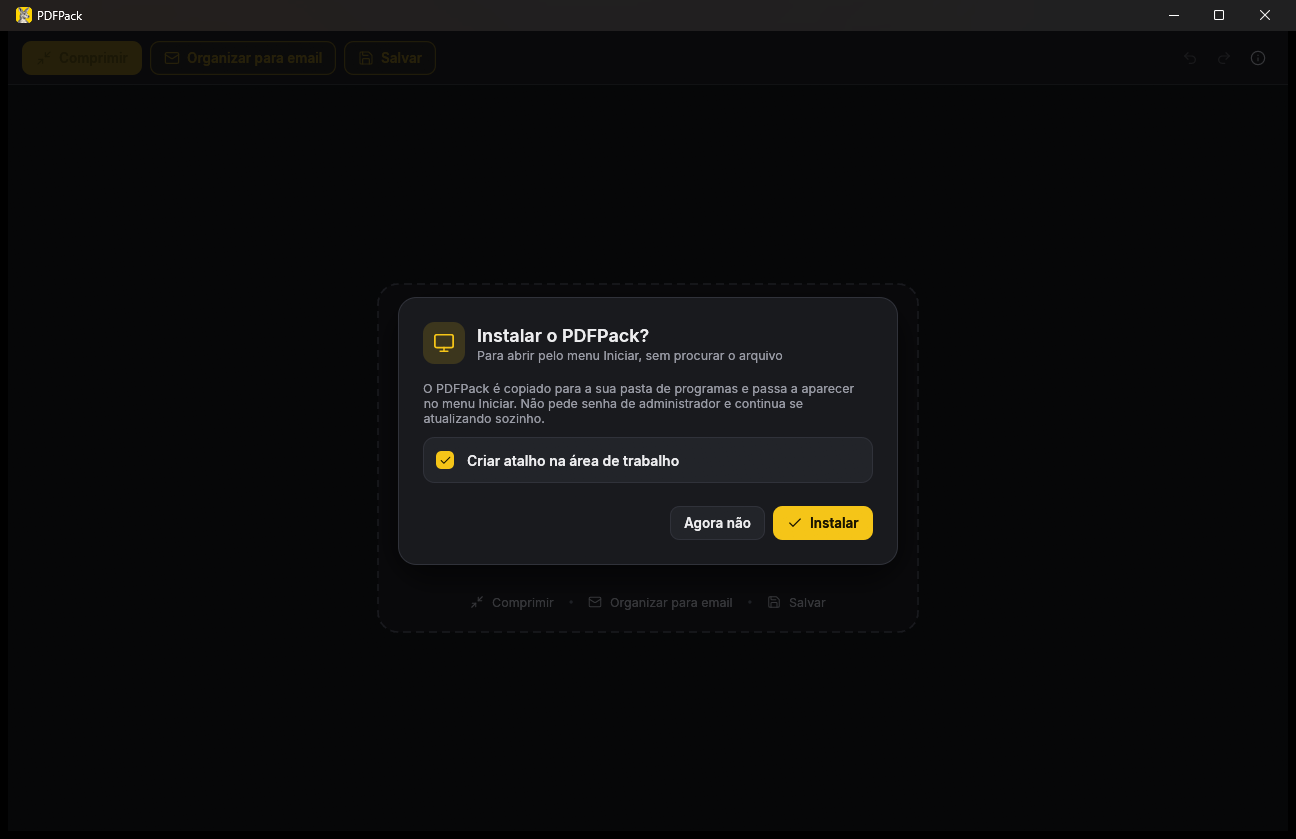 PDFPack
Comprimir
Organizar para email
Salvar
Instalar o PDFPack?
Para abrir pelo menu Iniciar, sem procurar o arquivo
O PDFPack é copiado para a sua pasta de programas e passa a aparecer
no menu Iniciar. Não pede senha de administrador e continua se
atualizando sozinho.
Criar atalho na área de trabalho
Agora não
Instalar
Comprimir • Organizar para email • Salvar